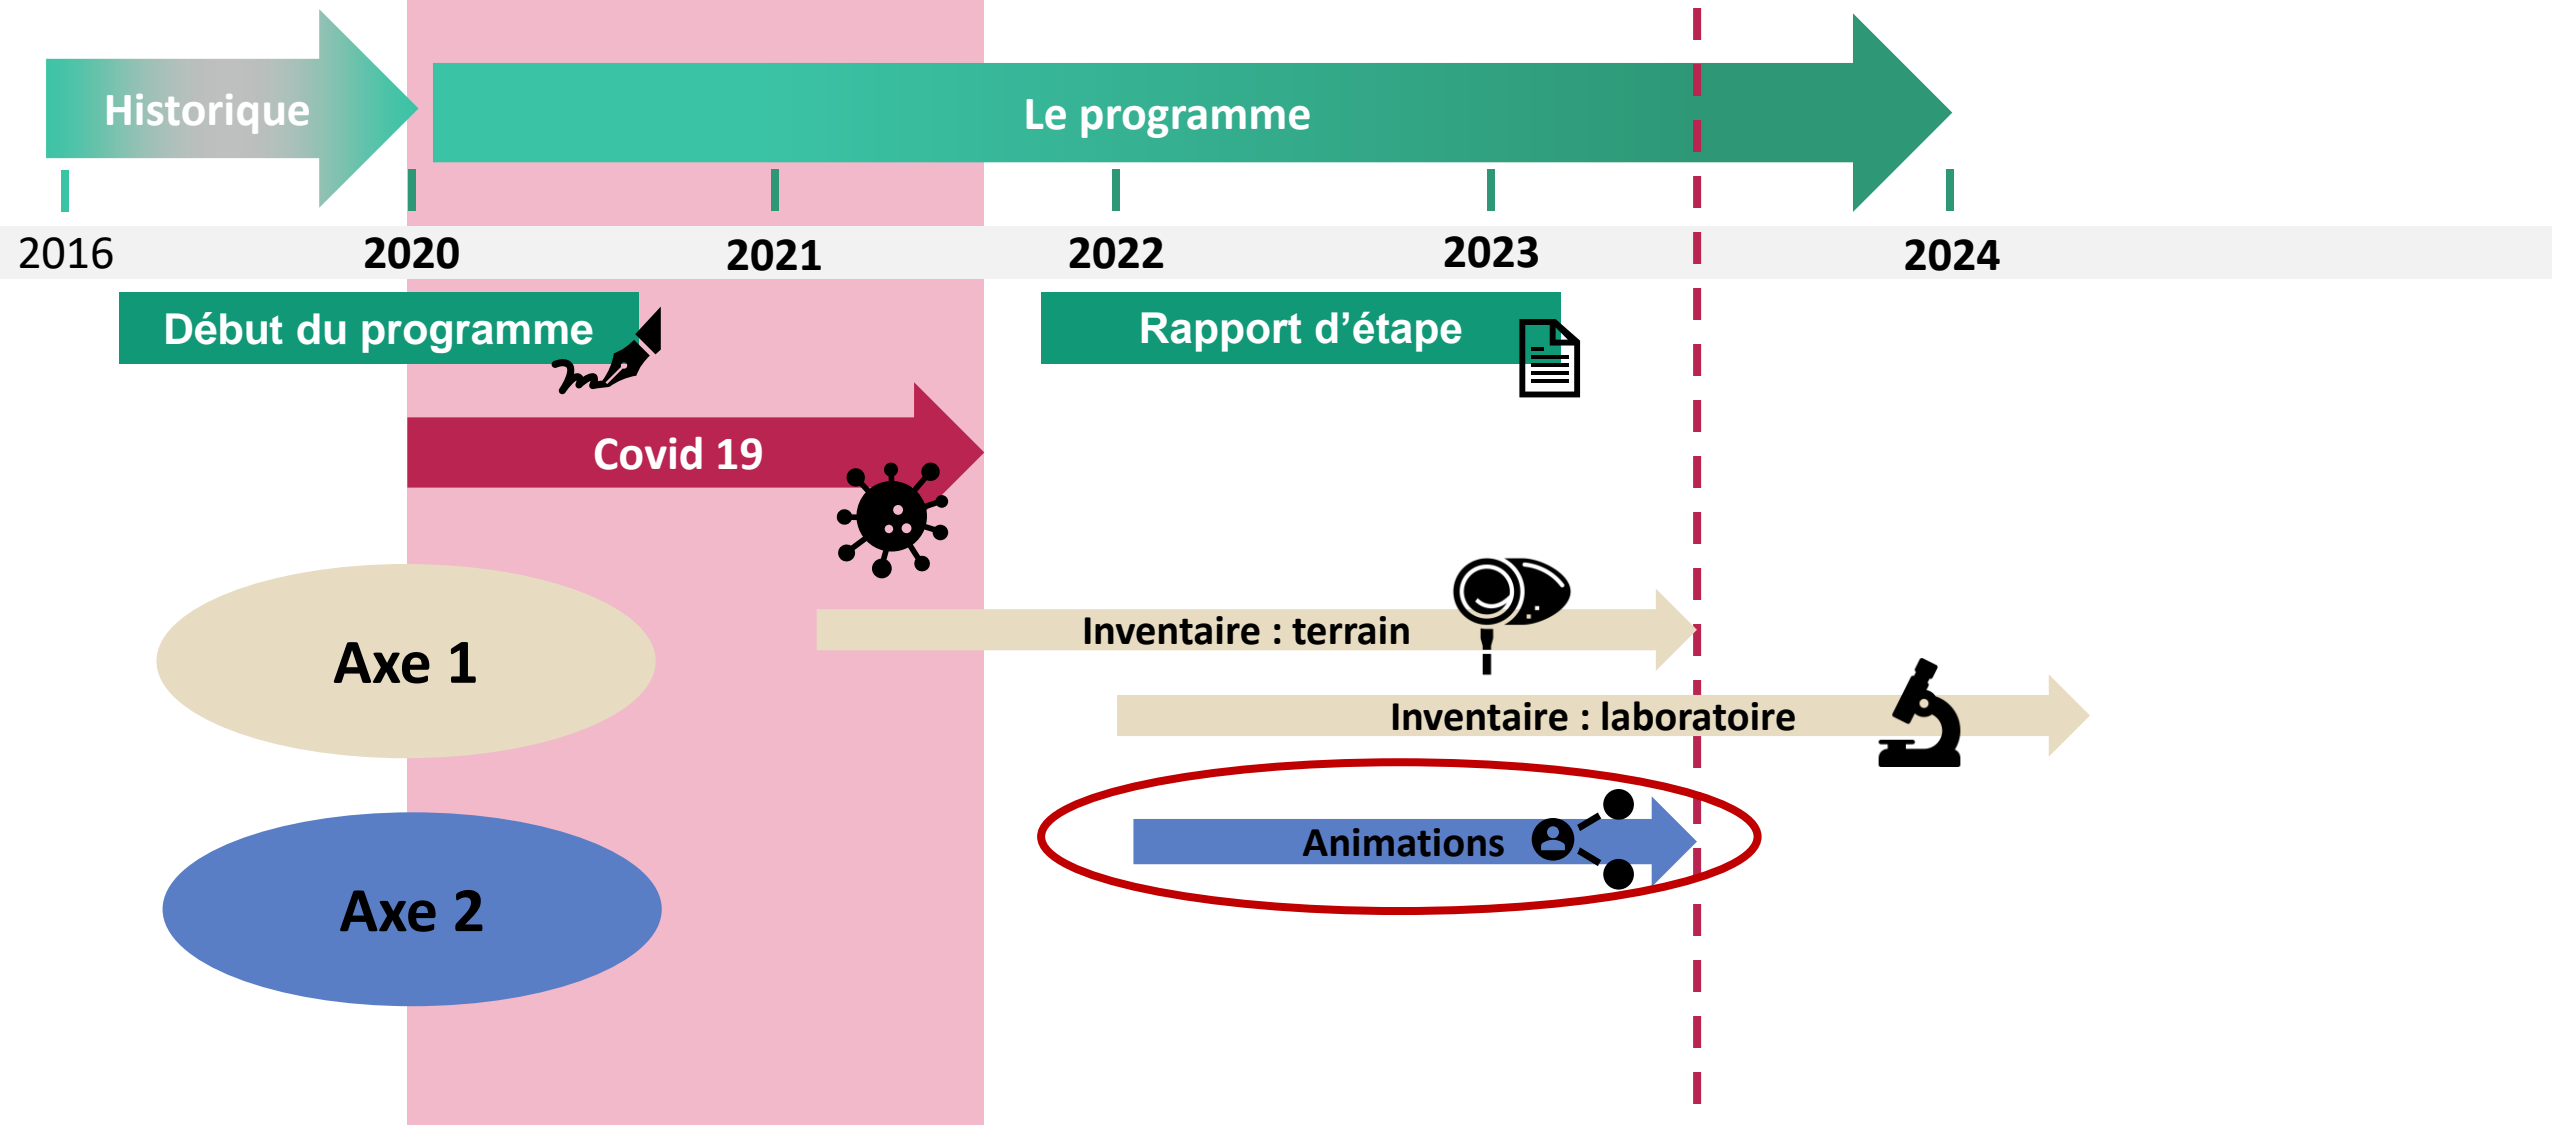 Historique
Le programme
2016
2020
2021
2022
2023
2024
Début du programme
Rapport d’étape
Covid 19
Axe 1
Inventaire : terrain
Inventaire : laboratoire
Axe 2
Animations